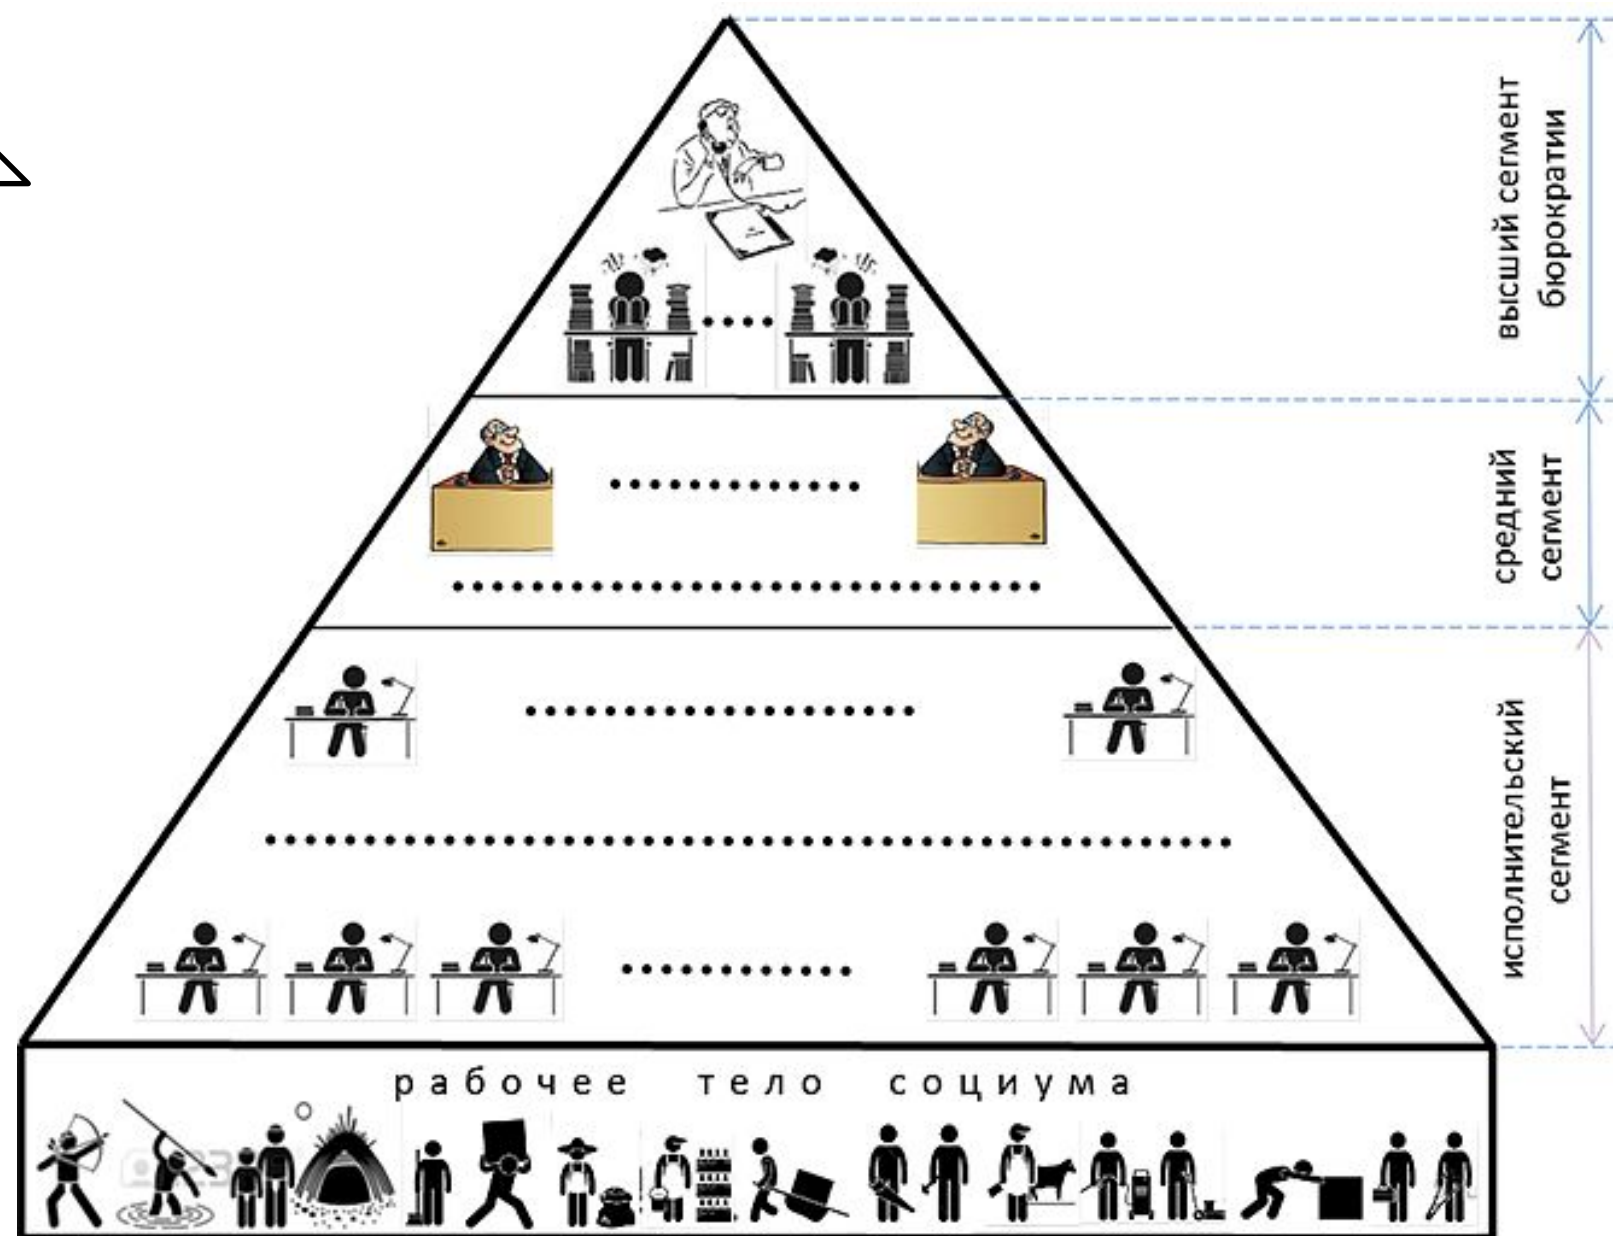 высший сегмент
бюрократии
средний
сегмент
исполнительский
сегмент
рабочее тело социума